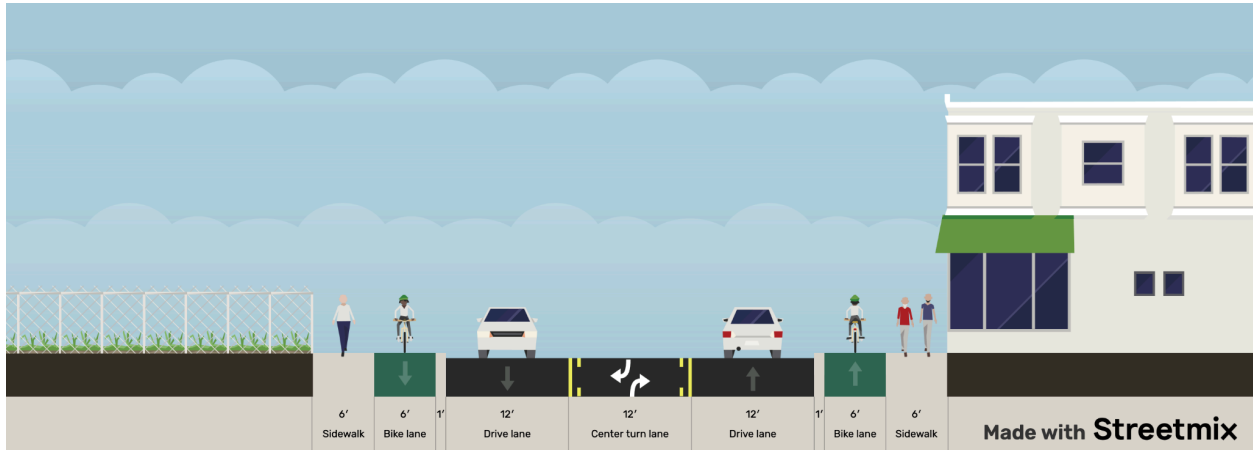 6′
Sidewalk
6′
Bike lane
1′
12′
Drive lane
12′
Center turn lane
12′
Drive lane
1′
6′
Bike lane
6′
Sidewalk
Made with Streetmix